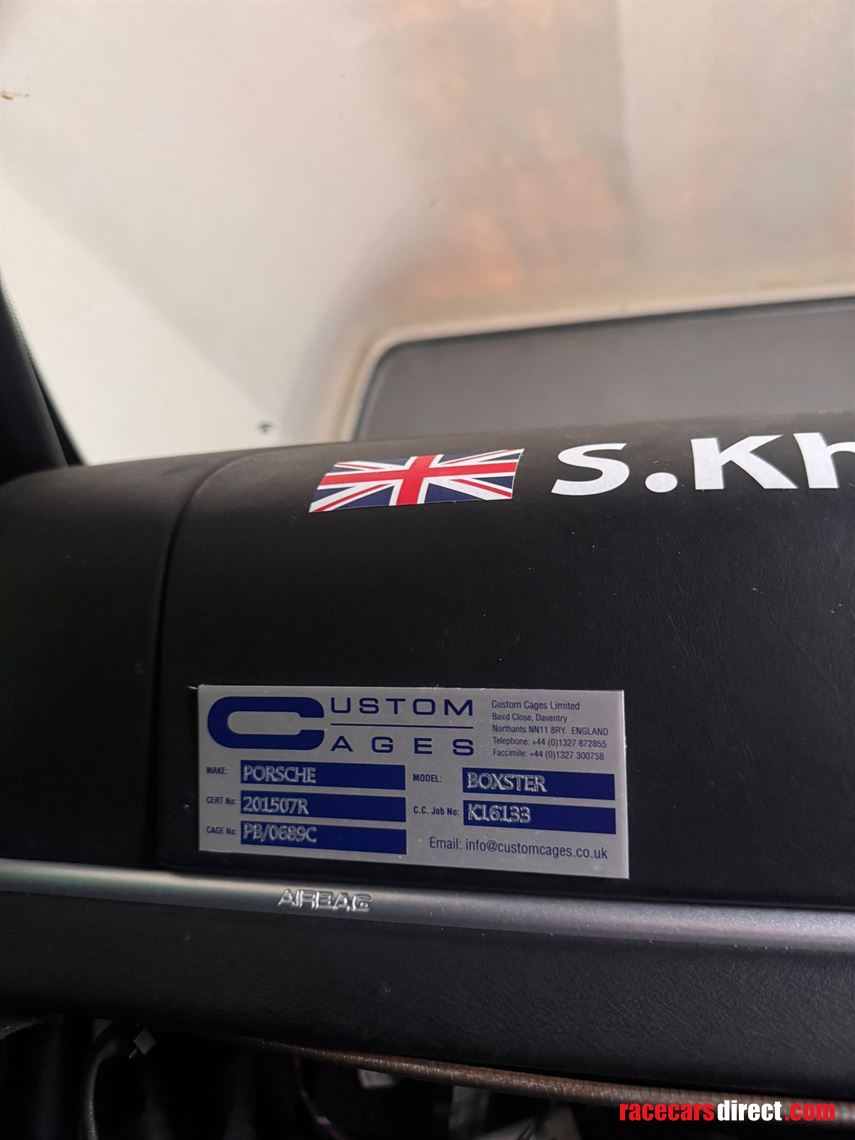 S.Kh
CUSTOM
CAGES
Custom Cages Limited
Baird Close, Daventry
Northants NN11 8RY. ENGLAND
Telephone: +44 (0)1327 872855
Facsimile: +44 (0)1327 300758
MAKE: PORSCHE
MODEL: BOXSTER
CERT No: 201507R
C.C. Job No: K16133
CAGE No: PB/0689C
Email: info@customcages.co.uk
AIRBAG
racecarsdirect.com